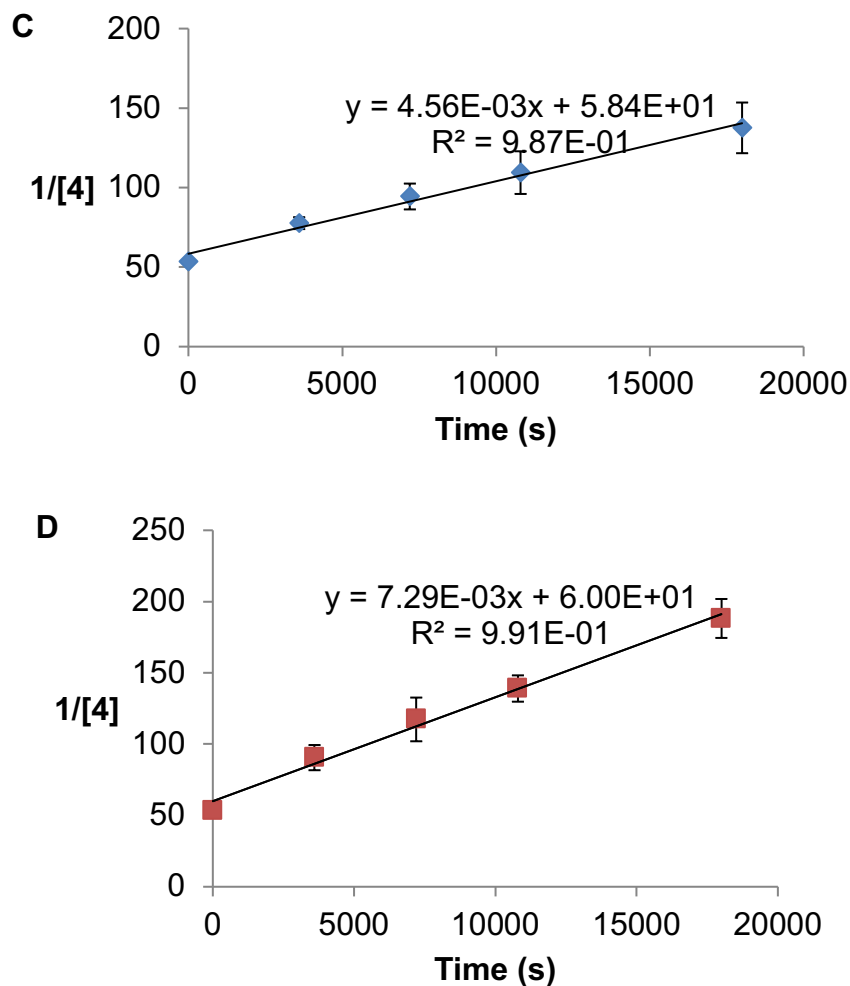 C
200
150
100
50
0
y = 4.56E-03x + 5.84E+01
R² = 9.87E-01
1/[4]
0 5000 10000 15000 20000
Time (s)
D
250
200
150
100
50
0
y = 7.29E-03x + 6.00E+01
R² = 9.91E-01
1/[4]
0 5000 10000 15000 20000
Time (s)